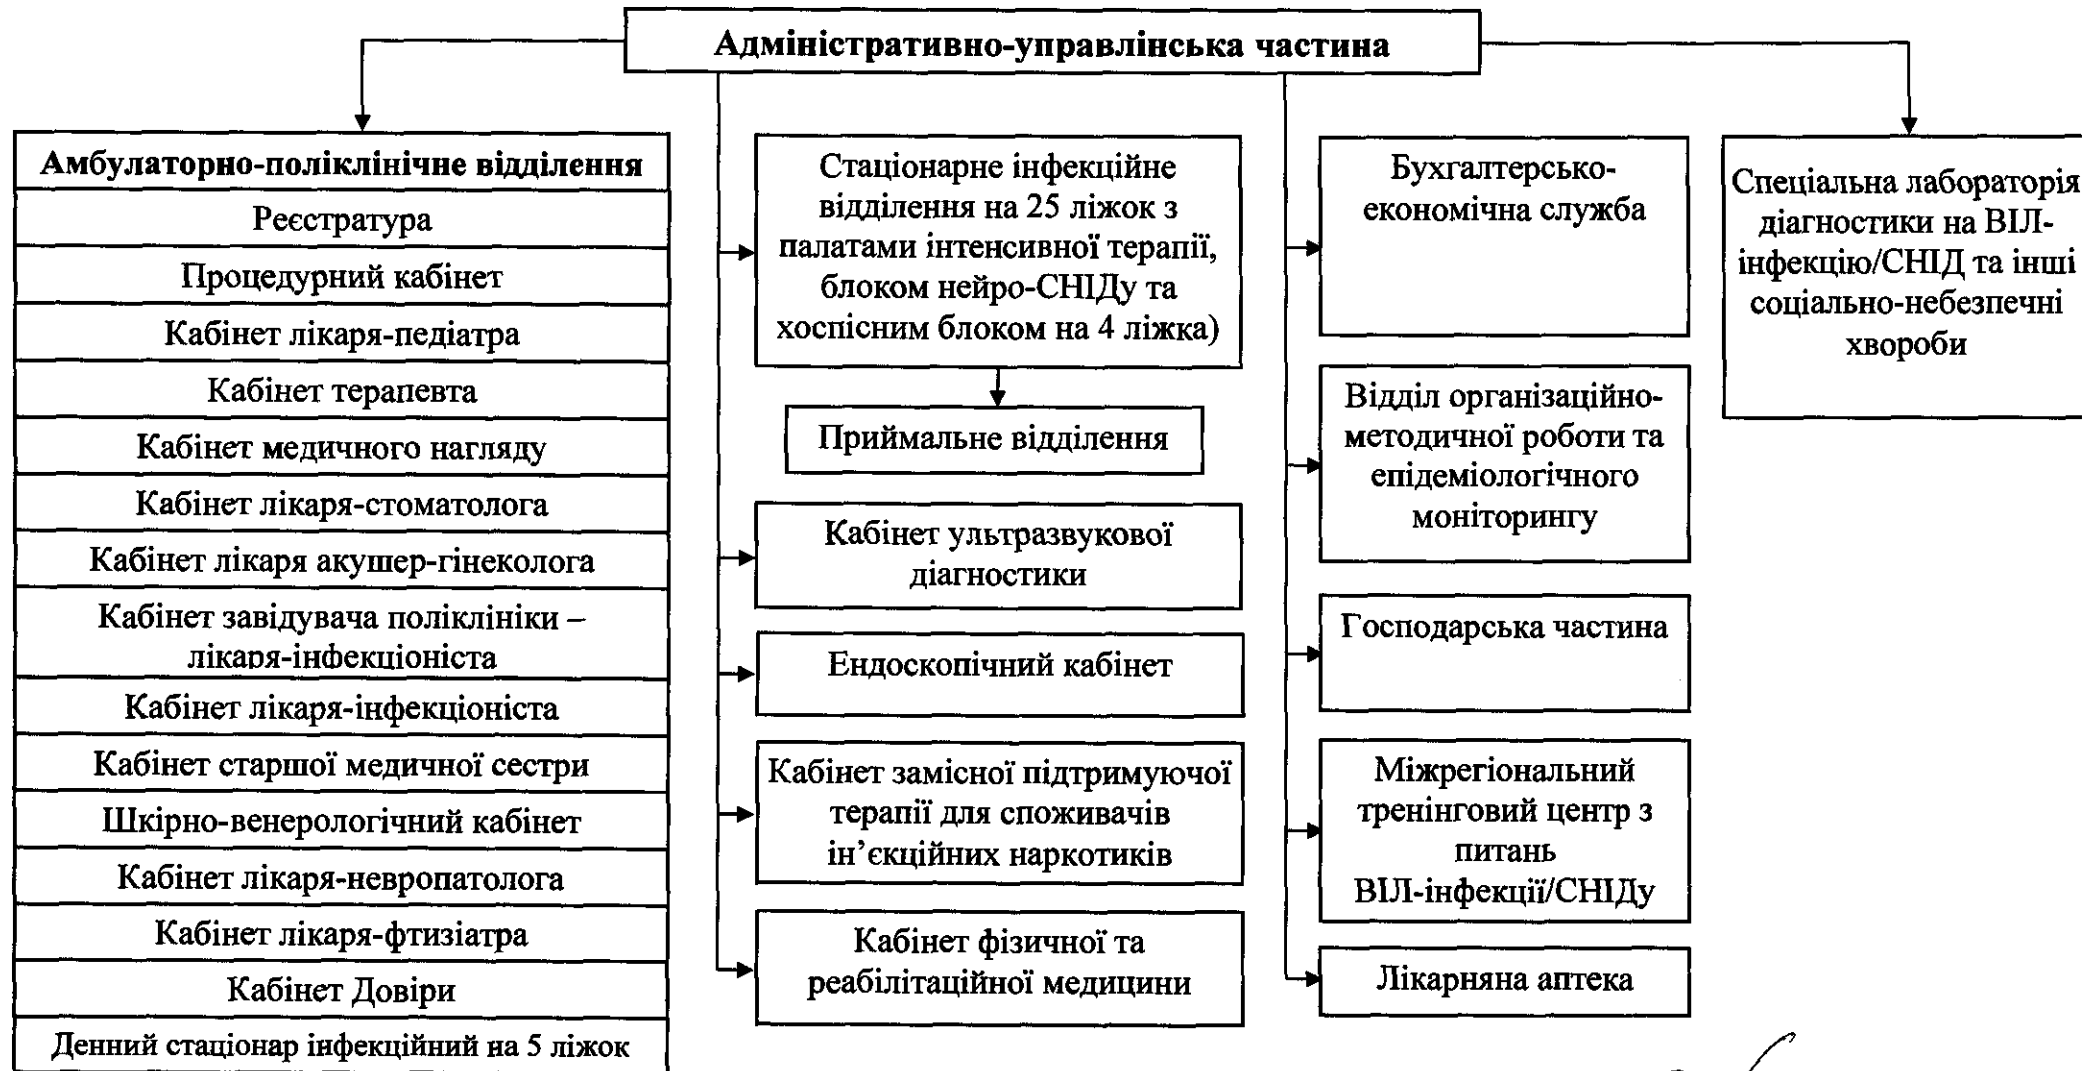 Адміністративно-управлінська частина
Амбулаторно-поліклінічне відділення
Реєстратура
Процедурний кабінет
Кабінет лікаря-педіатра
Кабінет терапевта
Кабінет медичного нагляду
Кабінет лікаря-стоматолога
Кабінет лікаря акушер-гінеколога
Кабінет завідувача поліклініки –
лікаря-інфекціоніста
Кабінет лікаря-інфекціоніста
Кабінет старшої медичної сестри
Шкірно-венерологічний кабінет
Кабінет лікаря-невропатолога
Кабінет лікаря-фтизіатра
Кабінет Довіри
Денний стаціонар інфекційний на 5 ліжок
Стаціонарне інфекційне
відділення на 25 ліжок з
палатами інтенсивної терапії,
блоком нейро-СНІДу та
хоспісним блоком на 4 ліжка)
Приймальне відділення
Кабінет ультразвукової
діагностики
Ендоскопічний кабінет
Кабінет замісної підтримуючої
терапії для споживачів
ін’єкційних наркотиків
Кабінет фізичної та
реабілітаційної медицини
Бухгалтерсько-
економічна служба
Відділ організаційно-
методичної роботи та
епідеміологічного
моніторингу
Господарська частина
Міжрегіональний
тренінговий центр з
питань
ВІЛ-інфекції/СНІДу
Лікарняна аптека
Спеціальна лабораторія
діагностики на ВІЛ-
інфекцію/СНІД та інші
соціально-небезпечні
хвороби